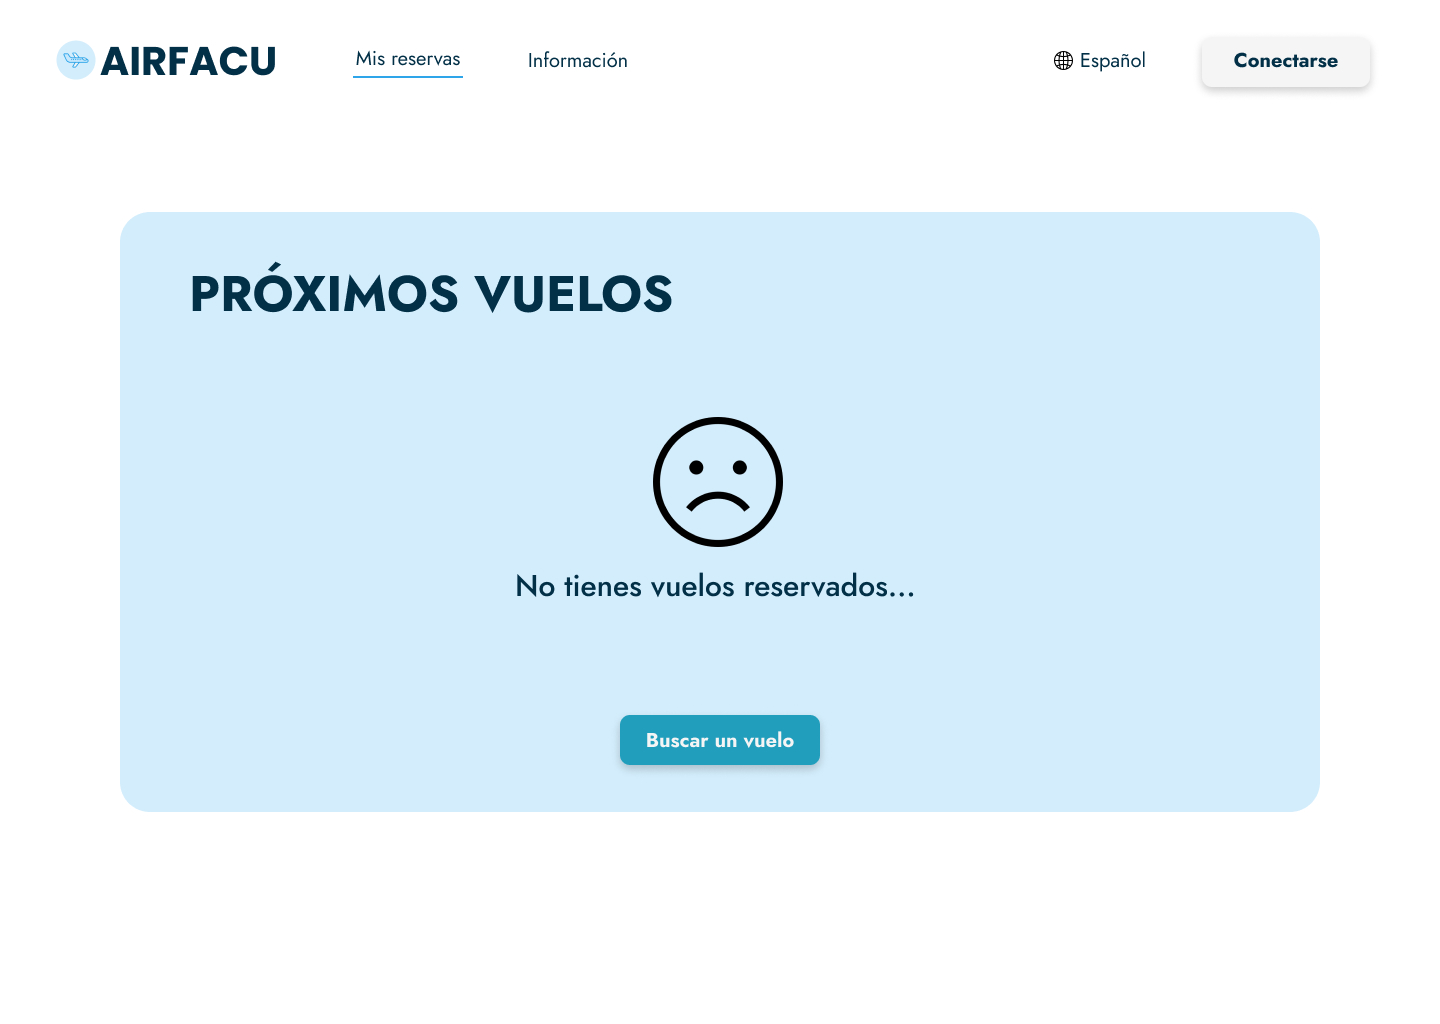 AIRFACU
Mis reservas
Información
Español
Conectarse
PRÓXIMOS VUELOS
No tienes vuelos reservados...
Buscar un vuelo